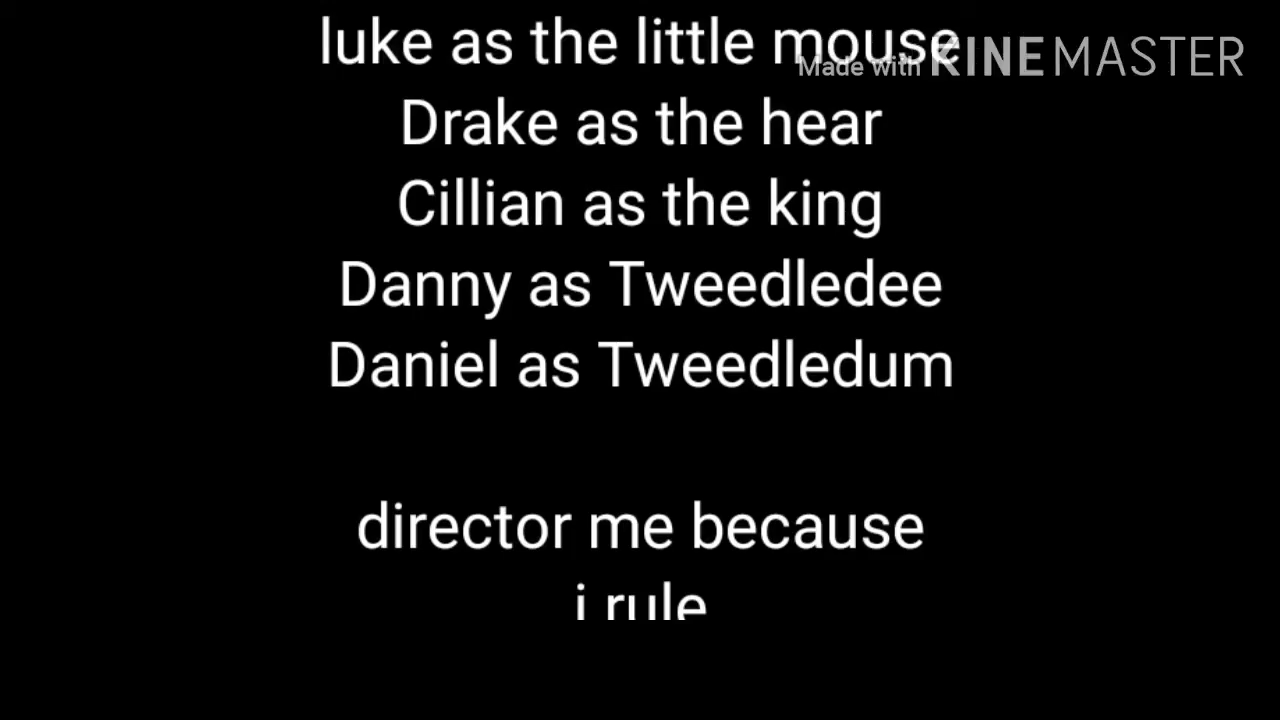 luke as the little mouse
Made with KINEMASTER
Drake as the hear
Cillian as the king
Danny as Tweedledee
Daniel as Tweedledum
director me because
i rule